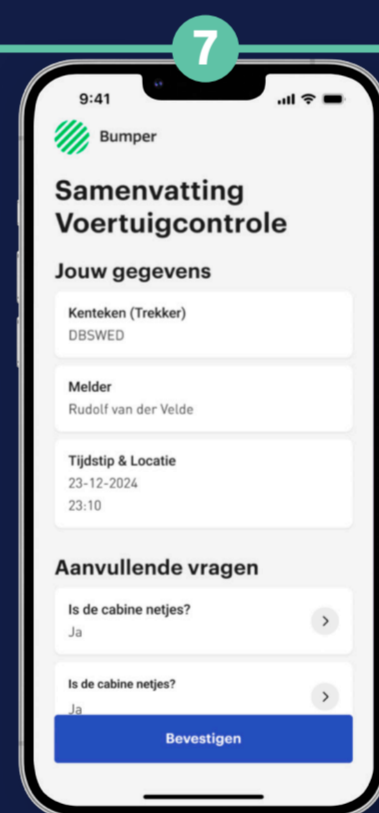 7
9:41
Bumper
Samenvatting
Voertuigcontrole
Jouw gegevens
Kenteken (Trekker)
DBSWED
Melder
Rudolf van der Velde
Tijdstip & Locatie
23-12-2024
23:10
Aanvullende vragen
Is de cabine netjes?
Ja
Is de cabine netjes?
Ja
Bevestigen